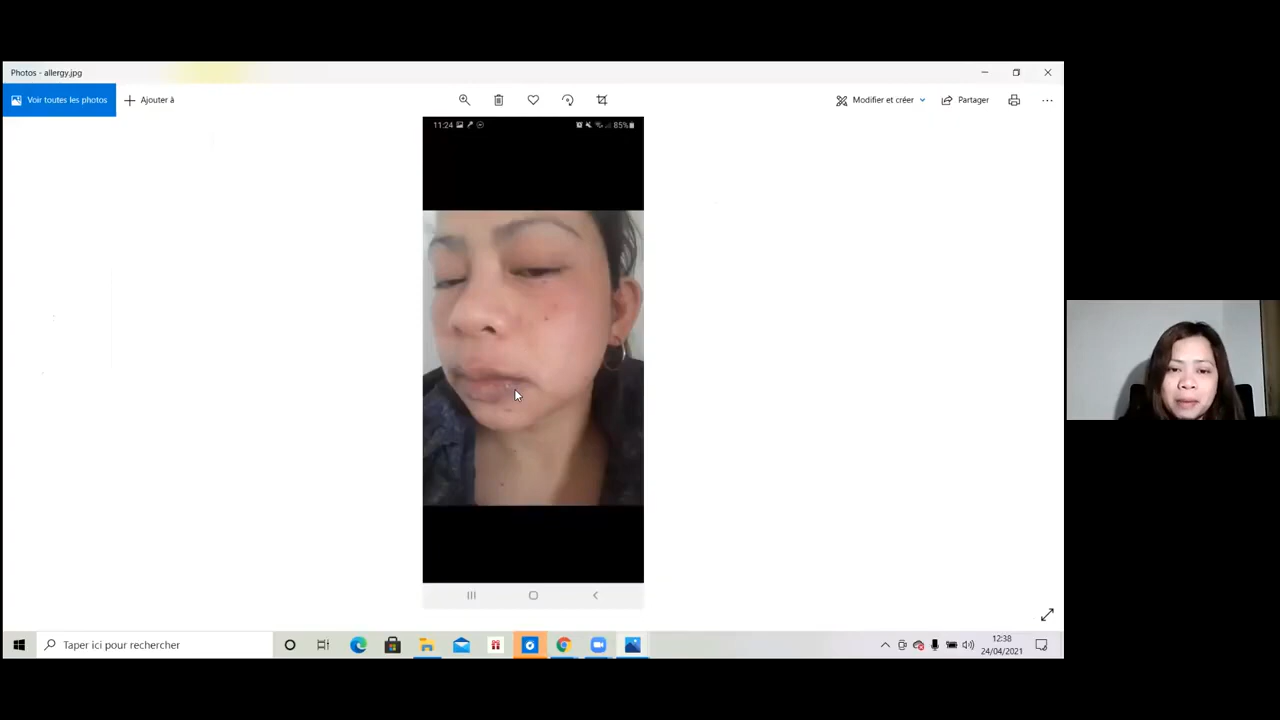 Photos - allergy.jpg
Voir toutes les photos
Ajouter à
Modifier et créer
Partager
11:24
85%
Taper ici pour rechercher
12:38
24/04/2021